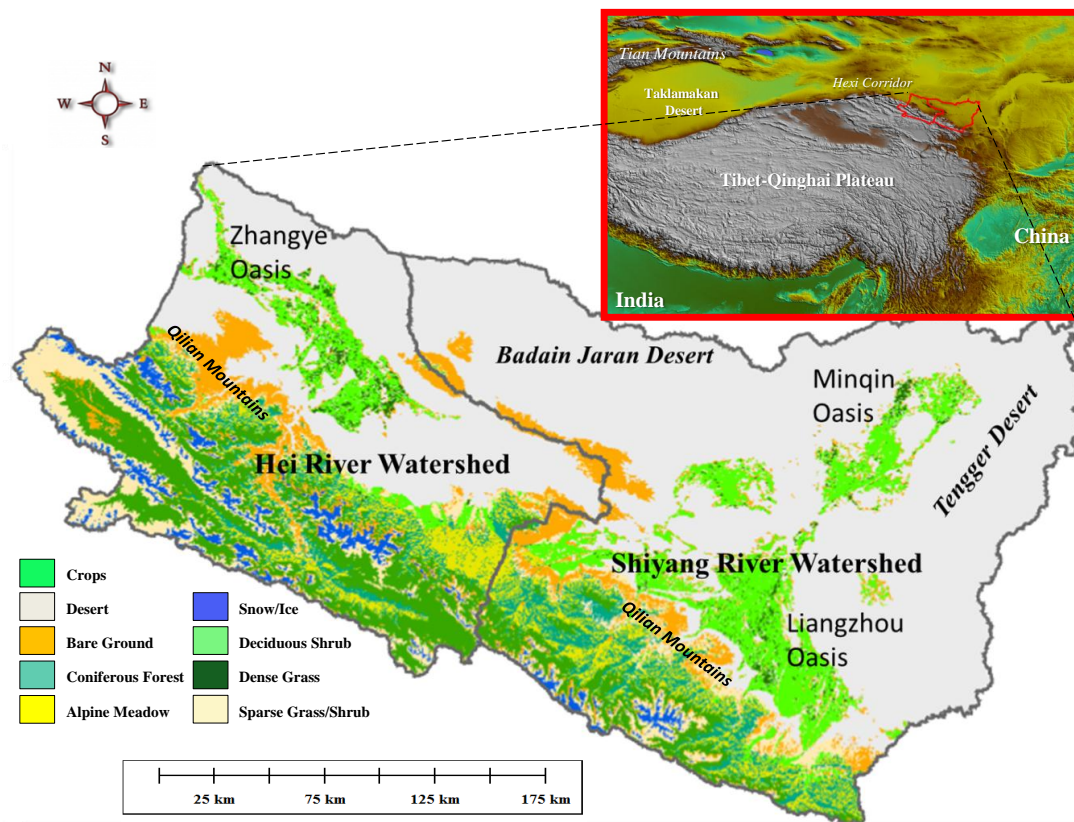 N
W
E
S
Tian Mountains
Hexi Corridor
Taklamakan
Desert
Tibet-Qinghai Plateau
China
India
Zhangye
Oasis
Badain Jaran Desert
Qilian Mountains
Minqin
Oasis
Tengger Desert
Hei River Watershed
Shiyang River Watershed
Qilian Mountains
Liangzhou
Oasis
Crops
Desert
Snow/Ice
Bare Ground
Deciduous Shrub
Coniferous Forest
Dense Grass
Alpine Meadow
Sparse Grass/Shrub
25 km
75 km
125 km
175 km